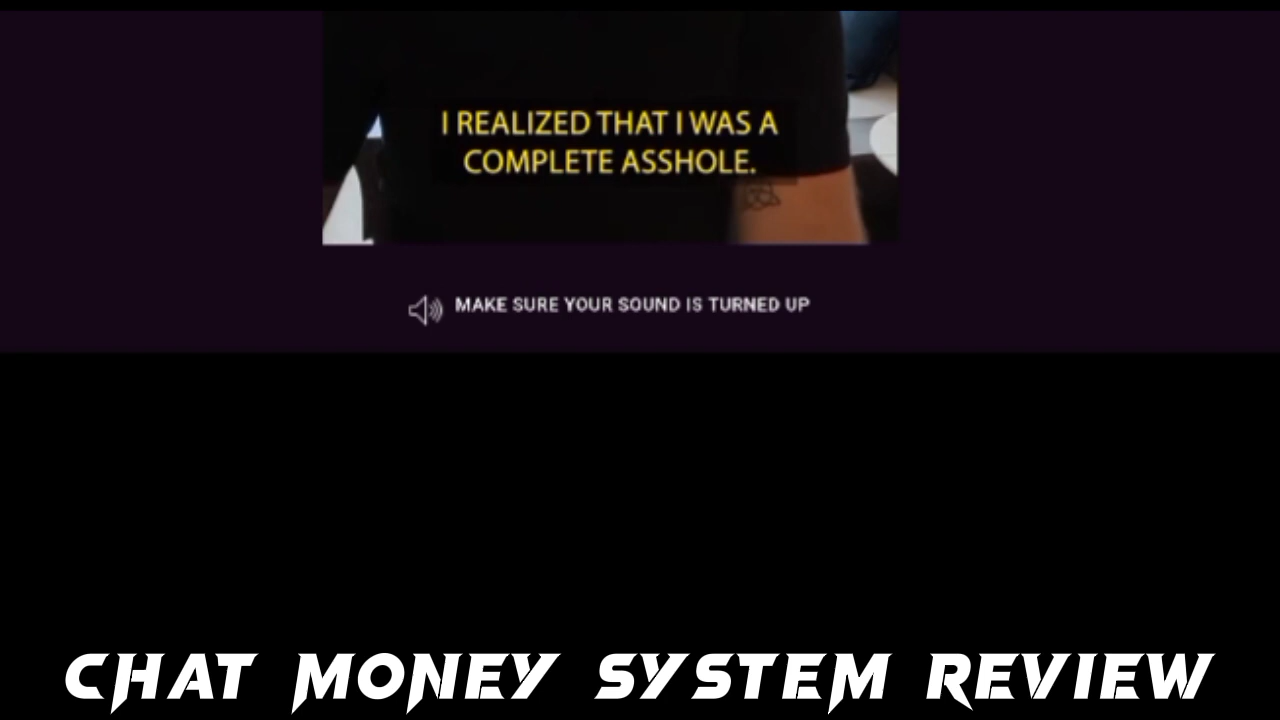 I REALIZED THAT I WAS A
COMPLETE ASSHOLE.
MAKE SURE YOUR SOUND IS TURNED UP
CHAT MONEY SYSTEM REVIEW